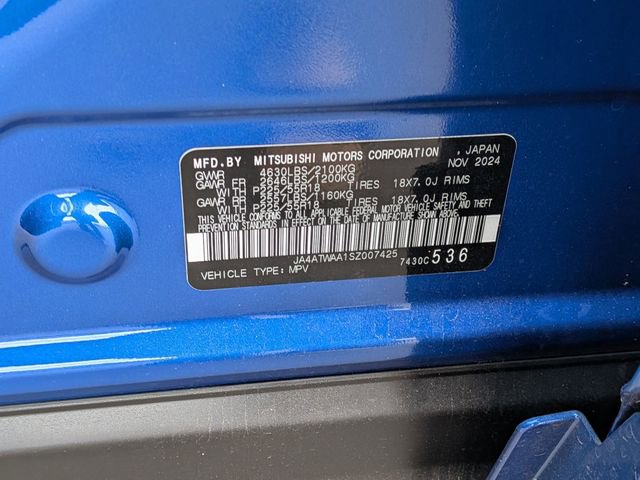 MFD.BY MITSUBISHI MOTORS CORPORATION , JAPAN
GVWR 4630LBS/2100KG NOV 2024
GAWR FR 2646LBS/1200KG
WITH P225/55R18 TIRES 18X7.0J RIMS
GAWR RR 2557LBS/1160KG
WITH P225/55R18 TIRES 18X7.0J RIMS
THIS VEHICLE CONFORMS TO ALL APPLICABLE FEDERAL MOTOR VEHICLE SAFETY AND THEFT
PREVENTION STANDARDS IN EFFECT ON THE DATE OF MANUFACTURE SHOWN ABOVE.
JA4ATWAA1SZ007425 7430C 536
VEHICLE TYPE: MPV